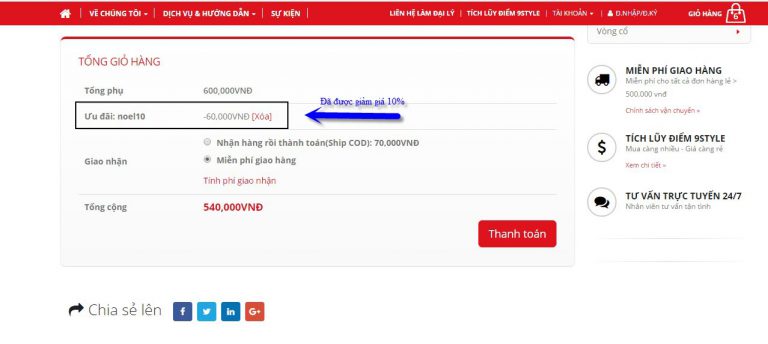 VỀ CHÚNG TÔI DỊCH VỤ & HƯỚNG DẪN SỰ KIỆN LIÊN HỆ LÀM ĐẠI LÝ | TÍCH LŨY ĐIỂM 9STYLE | TÀI KHOẢN | Đ.NHẬP/Đ.KÝ GIỎ HÀNG 6
TỔNG GIỎ HÀNG
Tổng phụ 600,000VNĐ
Đã được giảm giá 10%
Ưu đãi: noel10 -60,000VNĐ [Xóa]
Nhận hàng rồi thành toán(Ship COD): 70,000VNĐ
Giao nhận
Miễn phí giao hàng
Tính phí giao nhận
Tổng cộng 540,000VNĐ
Thanh toán
Chia sẻ lên
Vòng cổ
MIỄN PHÍ GIAO HÀNG
Miễn phí cho tất cả đơn hàng lẻ >
500,000 vnđ
Chính sách vận chuyển »
TÍCH LŨY ĐIỂM 9STYLE
Mua càng nhiều - Giá càng rẻ
Xem chi tiết »
TƯ VẤN TRỰC TUYẾN 24/7
Nhân viên tư vấn tận tình